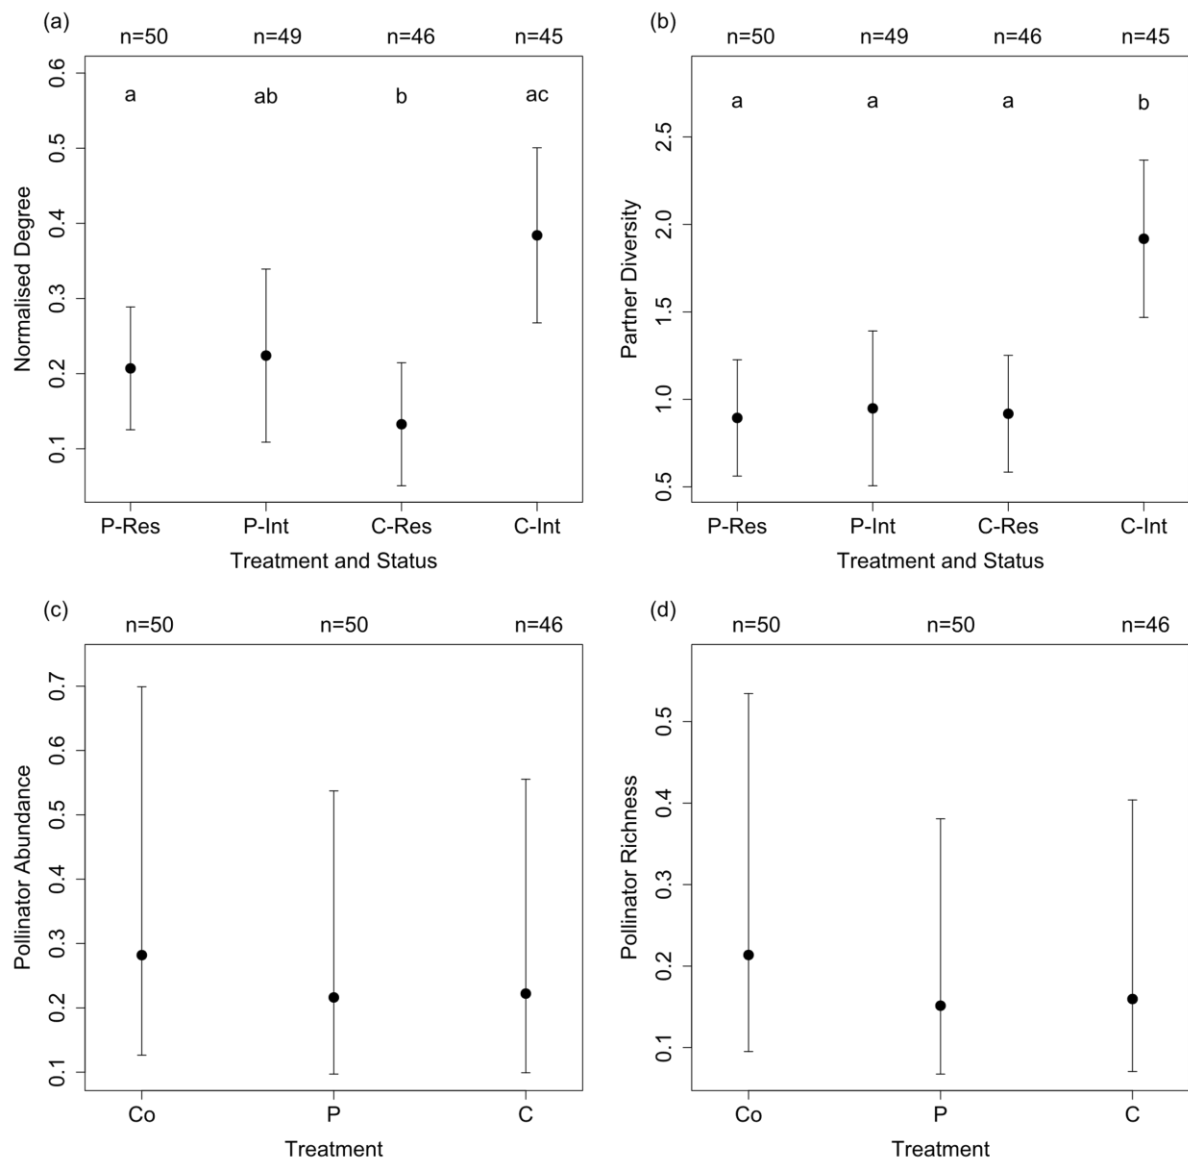 (a)
n=50 n=49 n=46 n=45
a ab b ac
0.6
0.5
0.4
0.3
0.2
0.1
Normalised Degree
P-Res P-Int C-Res C-Int
Treatment and Status
(b)
n=50 n=49 n=46 n=45
a a a b
2.5
2.0
1.5
1.0
0.5
Partner Diversity
P-Res P-Int C-Res C-Int
Treatment and Status
(c)
n=50 n=50 n=46
0.7
0.6
0.5
0.4
0.3
0.2
0.1
Pollinator Abundance
Co P C
Treatment
(d)
n=50 n=50 n=46
0.5
0.4
0.3
0.2
0.1
Pollinator Richness
Co P C
Treatment